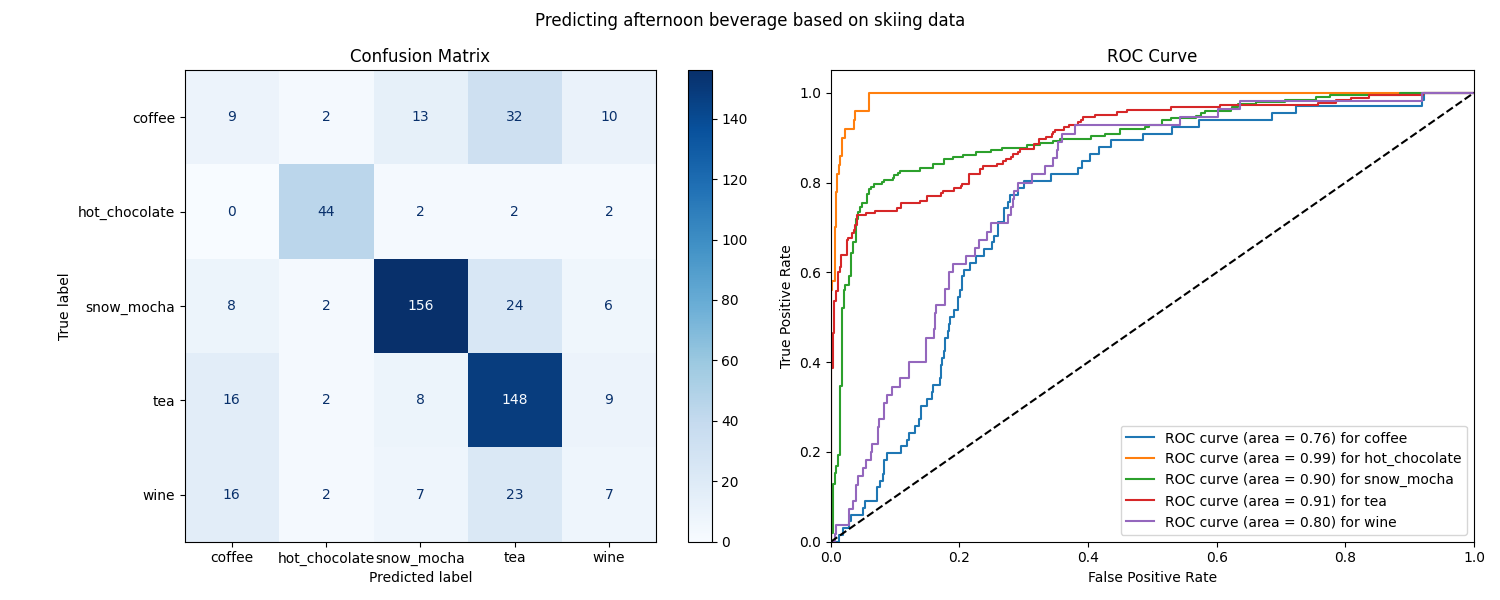 Predicting afternoon beverage based on skiing data
Confusion Matrix
True label
coffee 9 2 13 32 10
hot_chocolate 0 44 2 2 2
snow_mocha 8 2 156 24 6
tea 16 2 8 148 9
wine 16 2 7 23 7
coffee hot_chocolate snow_mocha tea wine
Predicted label
140
120
100
80
60
40
20
0
ROC Curve
True Positive Rate
1.0
0.8
0.6
0.4
0.2
0.0
0.0 0.2 0.4 0.6 0.8 1.0
False Positive Rate
ROC curve (area = 0.76) for coffee
ROC curve (area = 0.99) for hot_chocolate
ROC curve (area = 0.90) for snow_mocha
ROC curve (area = 0.91) for tea
ROC curve (area = 0.80) for wine